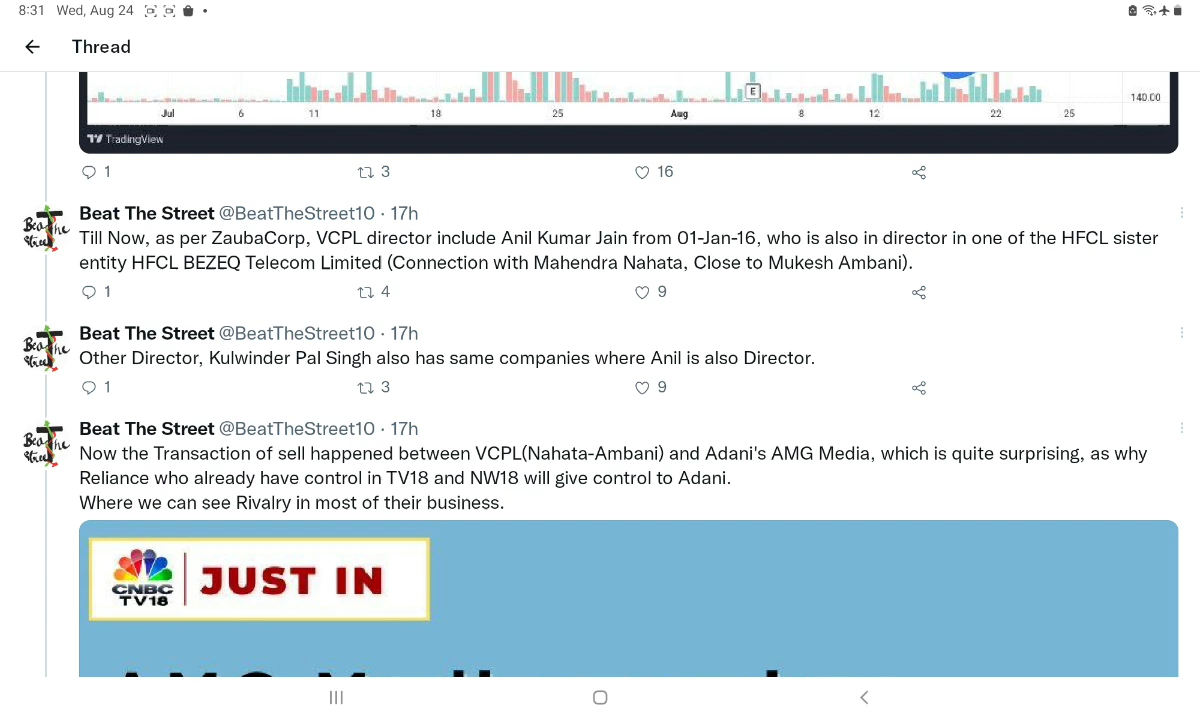 8:31 Wed, Aug 24
Thread
E
140.00
Jul 6 11 18 25 Aug 8 12 22 25
TradingView
1 3 16
Beat The Street @BeatTheStreet10 · 17h
Till Now, as per ZaubaCorp, VCPL director include Anil Kumar Jain from 01-Jan-16, who is also in director in one of the HFCL sister
entity HFCL BEZEQ Telecom Limited (Connection with Mahendra Nahata, Close to Mukesh Ambani).
1 4 9
Beat The Street @BeatTheStreet10 · 17h
Other Director, Kulwinder Pal Singh also has same companies where Anil is also Director.
1 3 9
Beat The Street @BeatTheStreet10 · 17h
Now the Transaction of sell happened between VCPL(Nahata-Ambani) and Adani's AMG Media, which is quite surprising, as why
Reliance who already have control in TV18 and NW18 will give control to Adani.
Where we can see Rivalry in most of their business.
CNBC
TV18
JUST IN